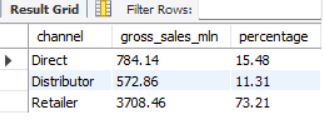 Result Grid Filter Rows:
channel gross_sales_mln percentage
Direct 784.14 15.48
Distributor 572.86 11.31
Retailer 3708.46 73.21